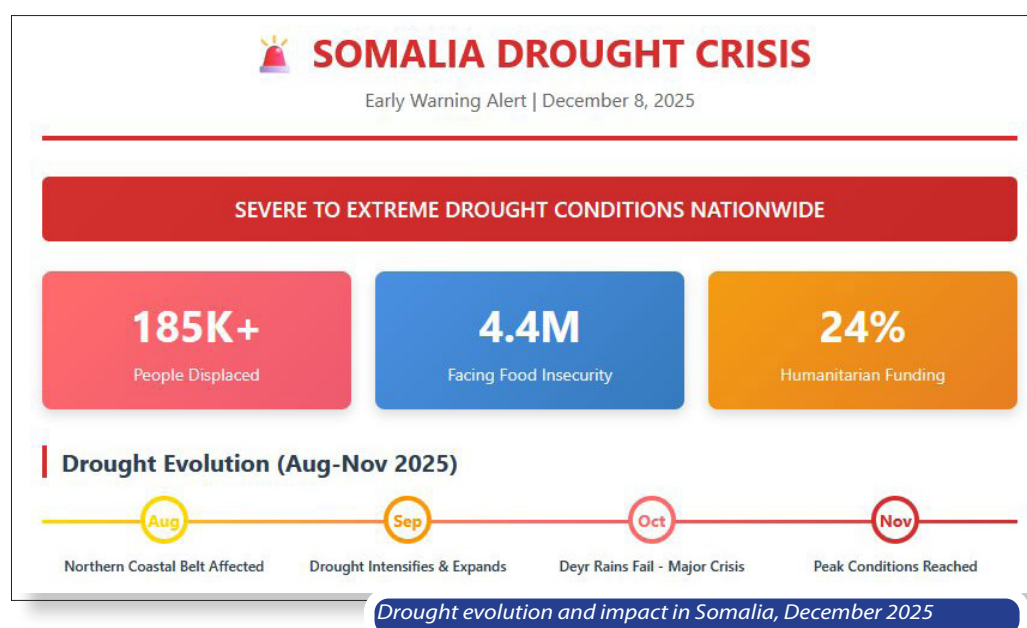 SOMALIA DROUGHT CRISIS
Early Warning Alert | December 8, 2025
SEVERE TO EXTREME DROUGHT CONDITIONS NATIONWIDE
185K+
People Displaced
4.4M
Facing Food Insecurity
24%
Humanitarian Funding
Drought Evolution (Aug-Nov 2025)
Aug
Northern Coastal Belt Affected
Sep
Drought Intensifies & Expands
Oct
Deyr Rains Fail - Major Crisis
Nov
Peak Conditions Reached
Drought evolution and impact in Somalia, December 2025